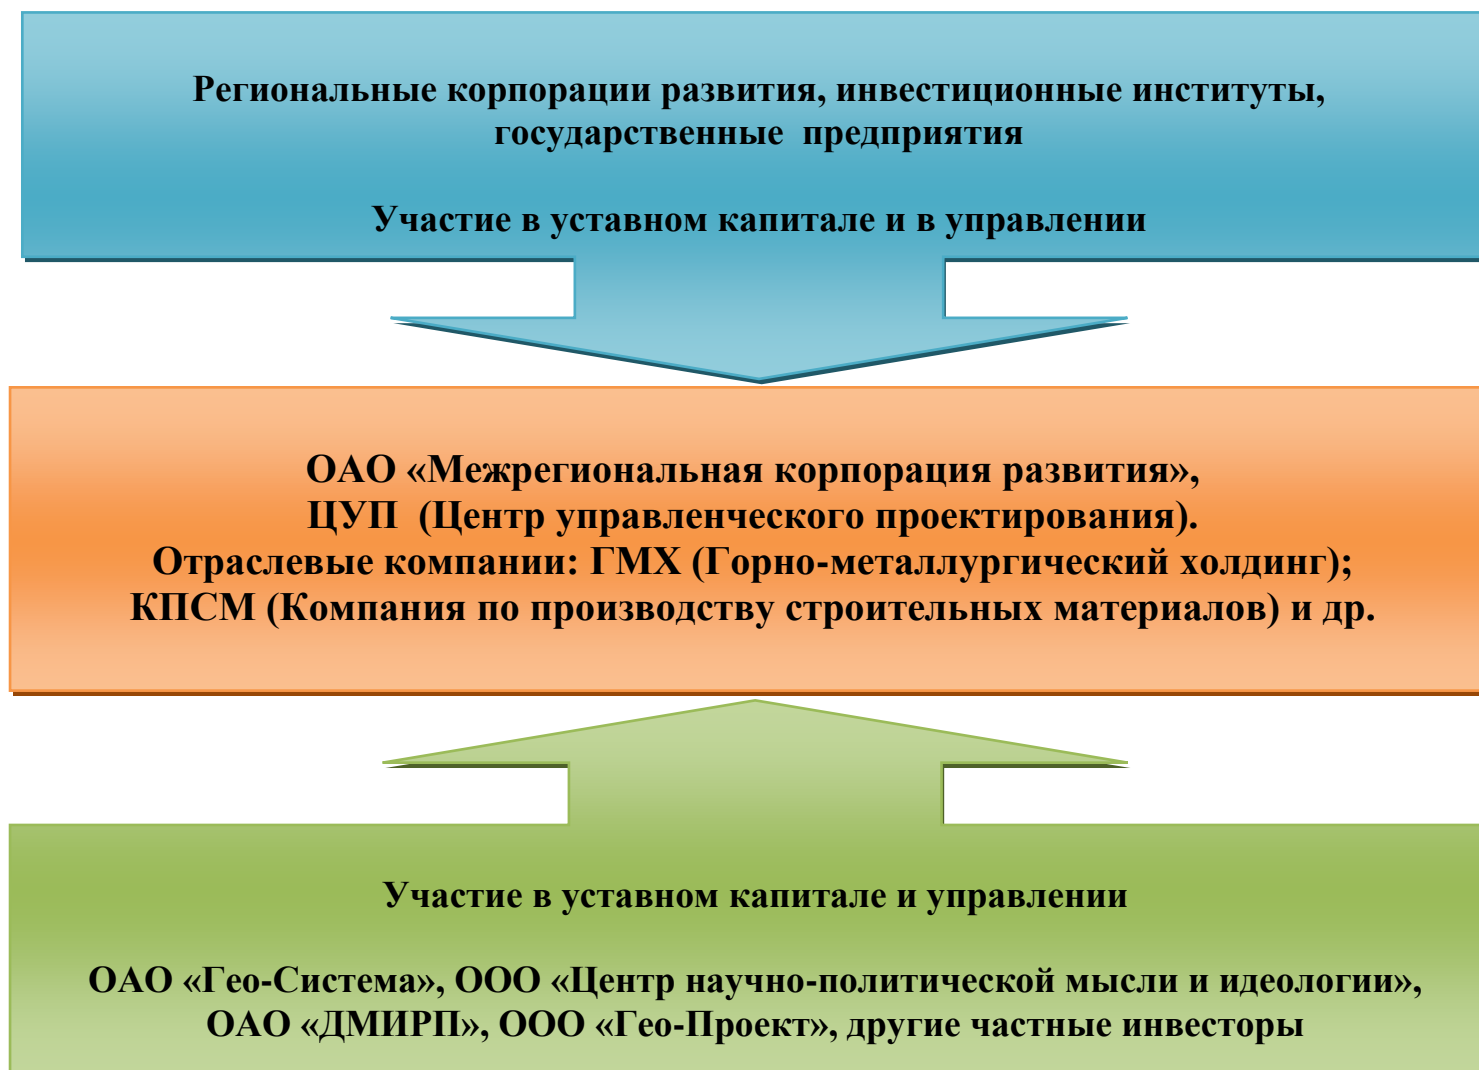 Региональные корпорации развития, инвестиционные институты,
государственные предприятия
Участие в уставном капитале и в управлении
ОАО «Межрегиональная корпорация развития»,
ЦУП (Центр управленческого проектирования).
Отраслевые компании: ГМХ (Горно-металлургический холдинг);
КПСМ (Компания по производству строительных материалов) и др.
Участие в уставном капитале и управлении
ОАО «Гео-Система», ООО «Центр научно-политической мысли и идеологии»,
ОАО «ДМИРП», ООО «Гео-Проект», другие частные инвесторы